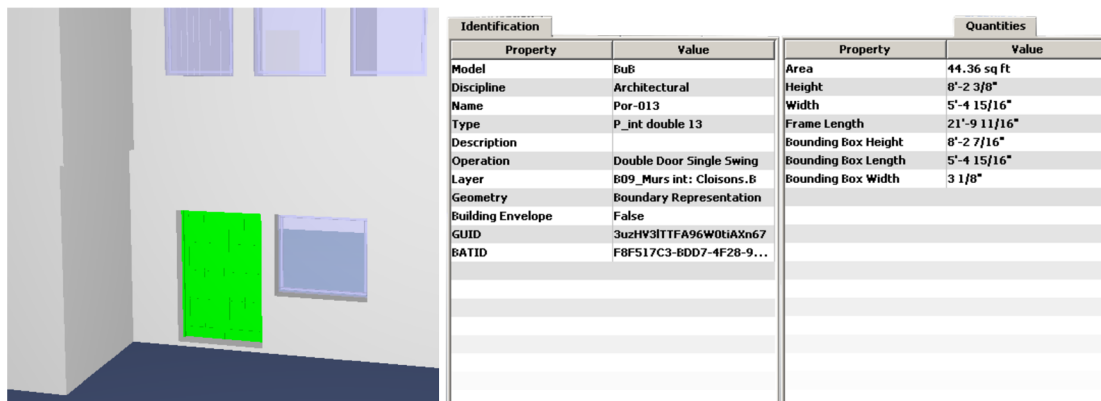 Identification
Property Value
Model BuB
Discipline Architectural
Name Por-013
Type P_int double 13
Description
Operation Double Door Single Swing
Layer B09_Murs int: Cloisons.B
Geometry Boundary Representation
Building Envelope False
GUID 3uzHV3lTTFA96W0tiAXn67
BATID F8F517C3-BDD7-4F28-9...
Quantities
Property Value
Area 44.36 sq ft
Height 8'-2 3/8"
Width 5'-4 15/16"
Frame Length 21'-9 11/16"
Bounding Box Height 8'-2 7/16"
Bounding Box Length 5'-4 15/16"
Bounding Box Width 3 1/8"